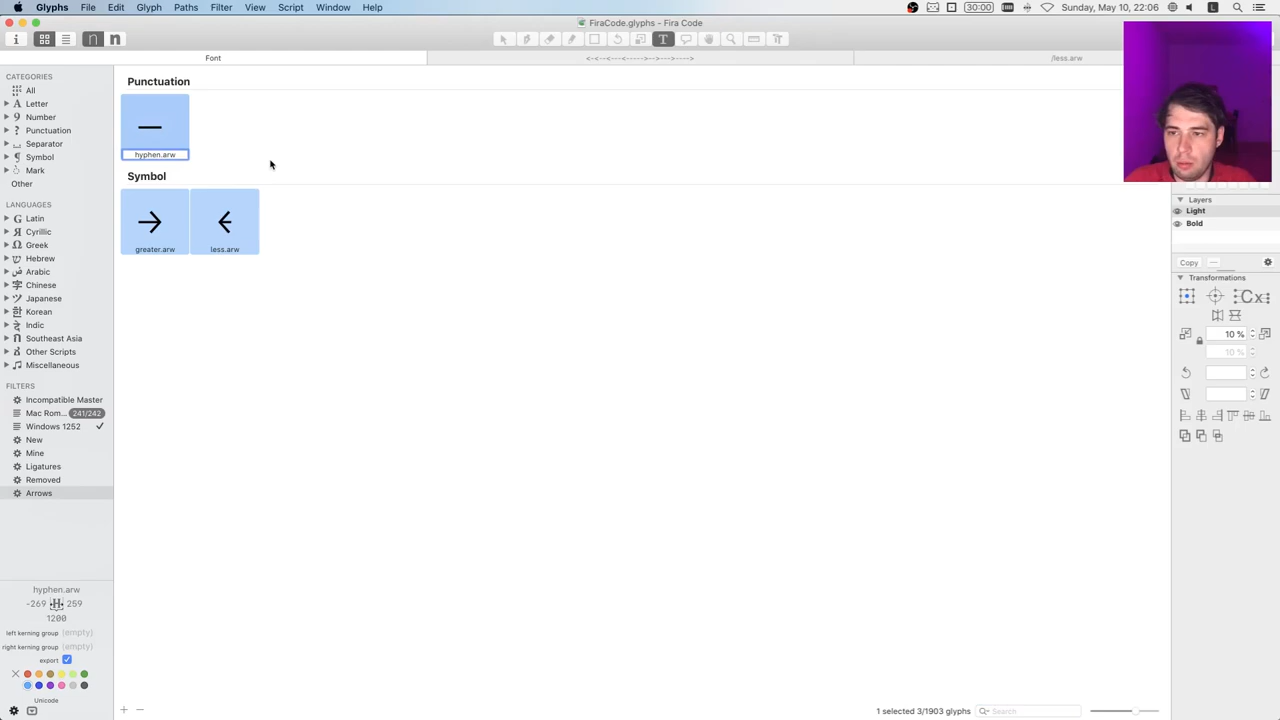 Glyphs File Edit Glyph Paths Filter View Script Window Help 30:00 L Sunday, May 10, 22:06
FiraCode.glyphs - Fira Code
Font <-<--<---<----->-->--->----> /less.arw
CATEGORIES
All
Letter
Number
Punctuation
Separator
Symbol
Mark
Other
LANGUAGES
Latin
Cyrillic
Greek
Hebrew
Arabic
Chinese
Japanese
Korean
Indic
Southeast Asia
Other Scripts
Miscellaneous
FILTERS
Incompatible Master
Mac Rom... 241/242
Windows 1252
New
Mine
Ligatures
Removed
Arrows
hyphen.arw
-269 H 259
1200
left kerning group (empty)
right kerning group (empty)
export
Unicode
Punctuation
hyphen.arw
Symbol
greater.arw less.arw
1 selected 3/1903 glyphs Search
Layers
Light
Bold
Copy
Transformations
10 %
10 %